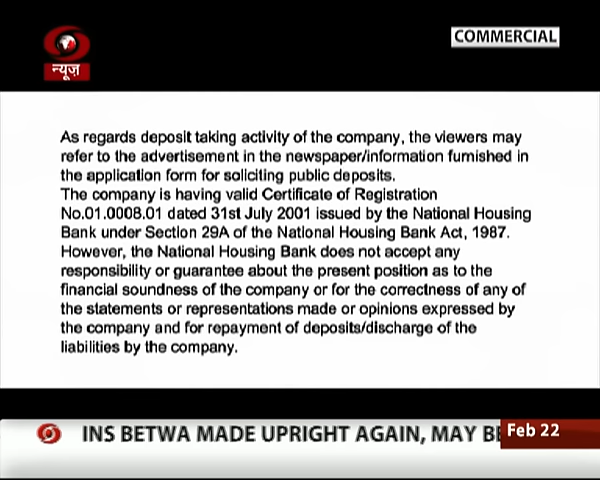 COMMERCIAL
न्यूज़
As regards deposit taking activity of the company, the viewers may
refer to the advertisement in the newspaper/information furnished in
the application form for soliciting public deposits.
The company is having valid Certificate of Registration
No.01.0008.01 dated 31st July 2001 issued by the National Housing
Bank under Section 29A of the National Housing Bank Act, 1987.
However, the National Housing Bank does not accept any
responsibility or guarantee about the present position as to the
financial soundness of the company or for the correctness of any of
the statements or representations made or opinions expressed by
the company and for repayment of deposits/discharge of the
liabilities by the company.
INS BETWA MADE UPRIGHT AGAIN, MAY BE Feb 22